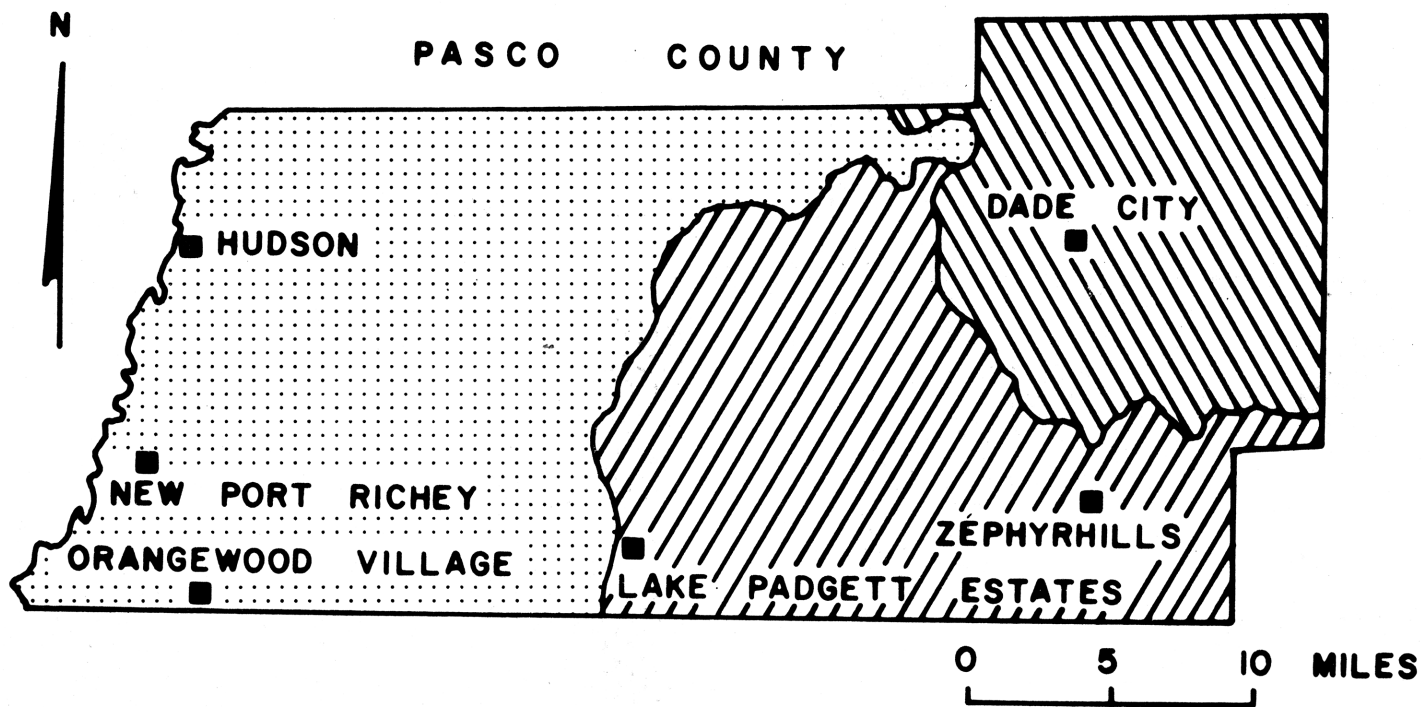 N
PASCO COUNTY
DADE CITY
HUDSON
NEW PORT RICHEY
ZEPHYRHILLS
ORANGEWOOD VILLAGE
LAKE PADGETT ESTATES
0 5 10 MILES